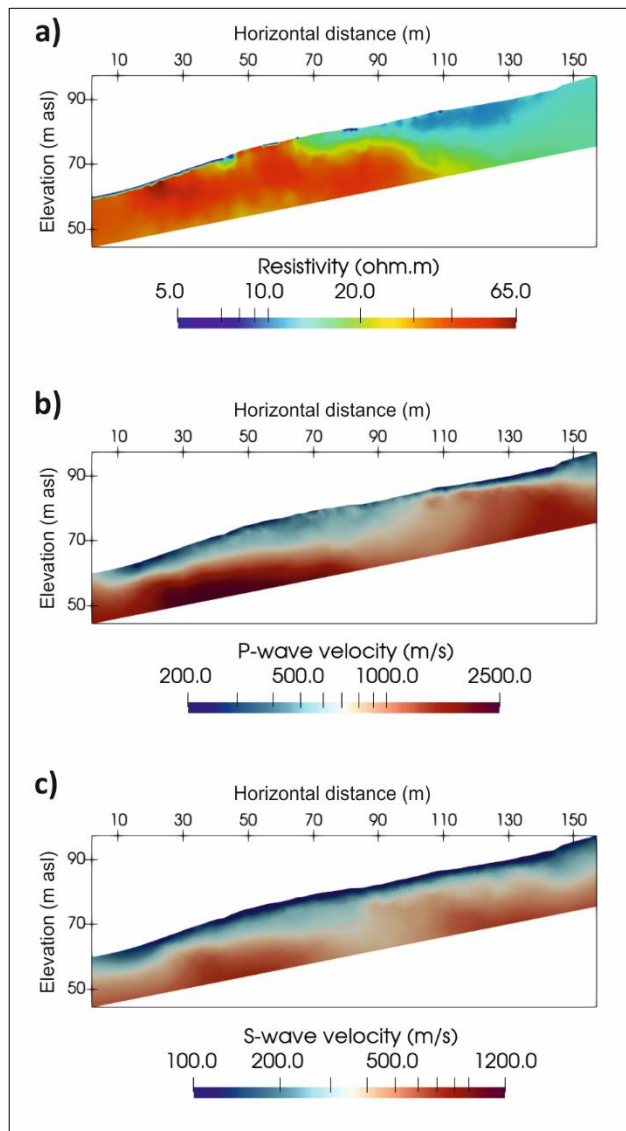 a)
Horizontal distance (m)
10 30 50 70 90 110 130 150
Elevation (m asl)
90
70
50
Resistivity (ohm.m)
5.0 10.0 20.0 65.0
b)
Horizontal distance (m)
10 30 50 70 90 110 130 150
Elevation (m asl)
90
70
50
P-wave velocity (m/s)
200.0 500.0 1000.0 2500.0
c)
Horizontal distance (m)
10 30 50 70 90 110 130 150
Elevation (m asl)
90
70
50
S-wave velocity (m/s)
100.0 200.0 500.0 1200.0